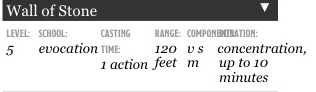 Wall of Stone ▼
LEVEL: SCHOOL: CASTING TIME: RANGE: COMPONENTS: DURATION:
5 evocation 1 action 120 feet v s m concentration, up to 10 minutes